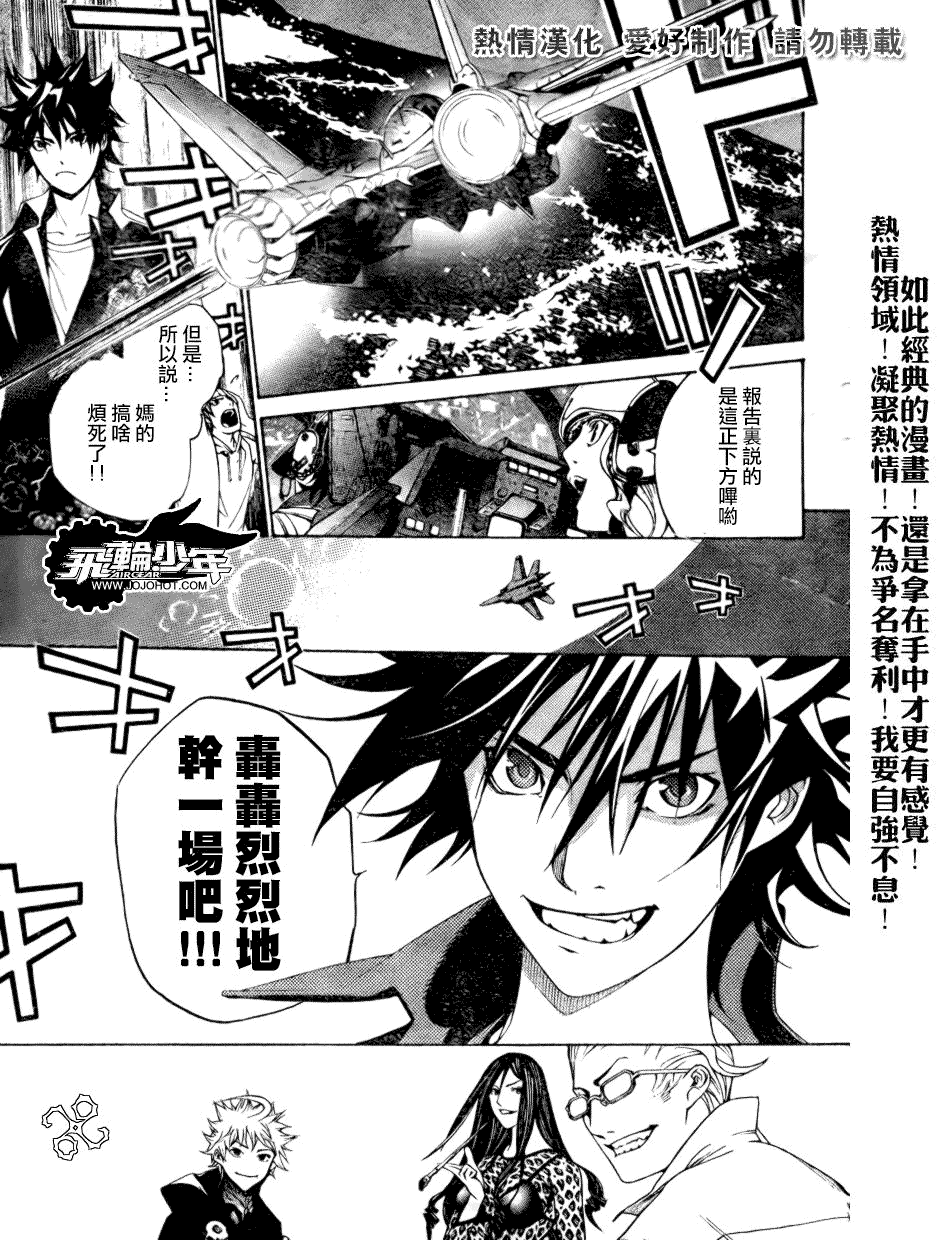 熱情漢化 愛好制作 請勿轉載
如此經典的漫畫!還是拿在手中才更有感覺!
熱情領域!凝聚熱情!不為爭名奪利!我要自強不息!
報告裏説的
是這正下方嗶喲
但是…
所以説…
媽的
搞啥
煩死了!!
飛輪少年
AIRGEAR
WWW.JOJOHOT.COM
轟轟烈烈地
幹一場吧!!!